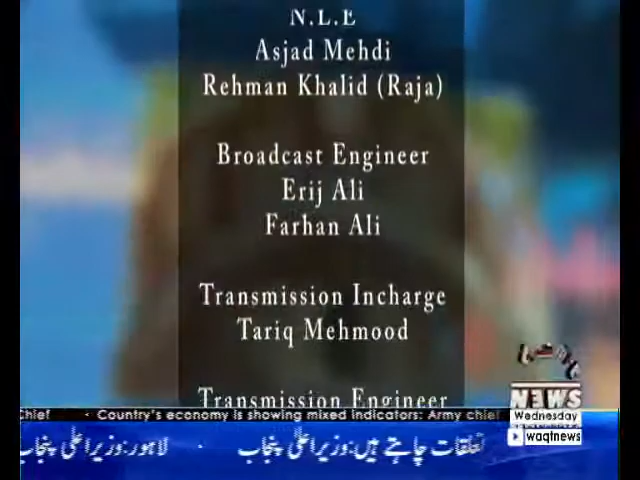 N.L.E
Asjad Mehdi
Rehman Khalid (Raja)
Broadcast Engineer
Erij Ali
Farhan Ali
Transmission Incharge
Tariq Mehmood
Transmission Engineer
NEWS
Chief · Country's economy is showing mixed indicators: Army chief
Wednesday
waqtnews
تعلقات چاہتے ہیں:وزیراعلیٰ پنجاب · لاہور:وزیراعلیٰ پنجاب